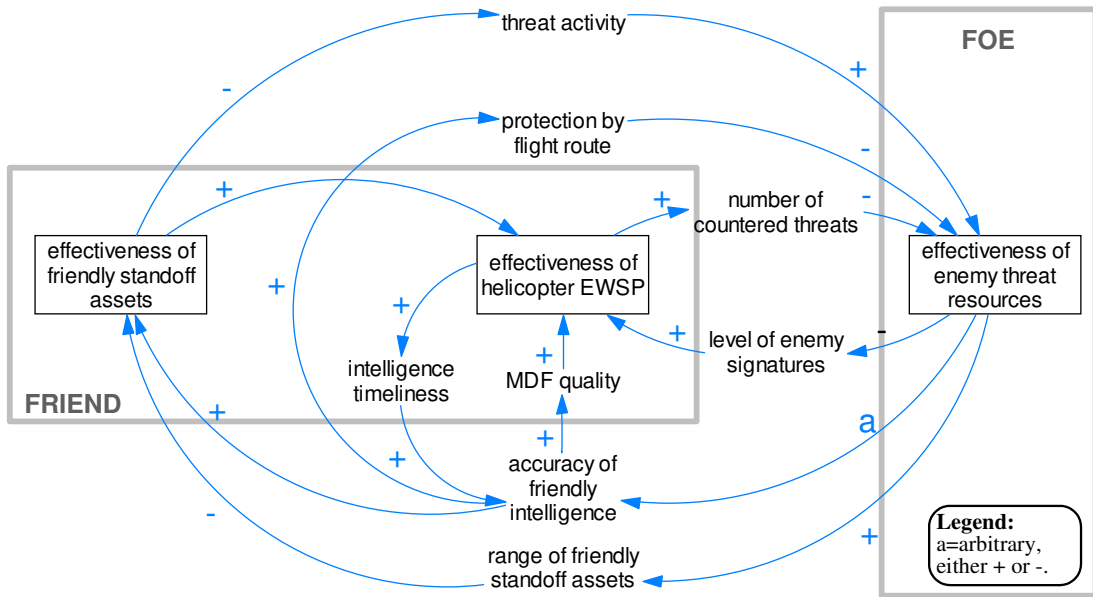 threat activity
FOE
+
-
protection by
flight route
-
+
+
number of
countered threats
-
effectiveness of
friendly standoff
assets
effectiveness of
helicopter EWSP
effectiveness of
enemy threat
resources
+
+
+
level of enemy
signatures
-
+
intelligence
timeliness
MDF quality
FRIEND
+
a
+
+
accuracy of
friendly
intelligence
-
+
range of friendly
standoff assets
Legend:
a=arbitrary,
either + or -.